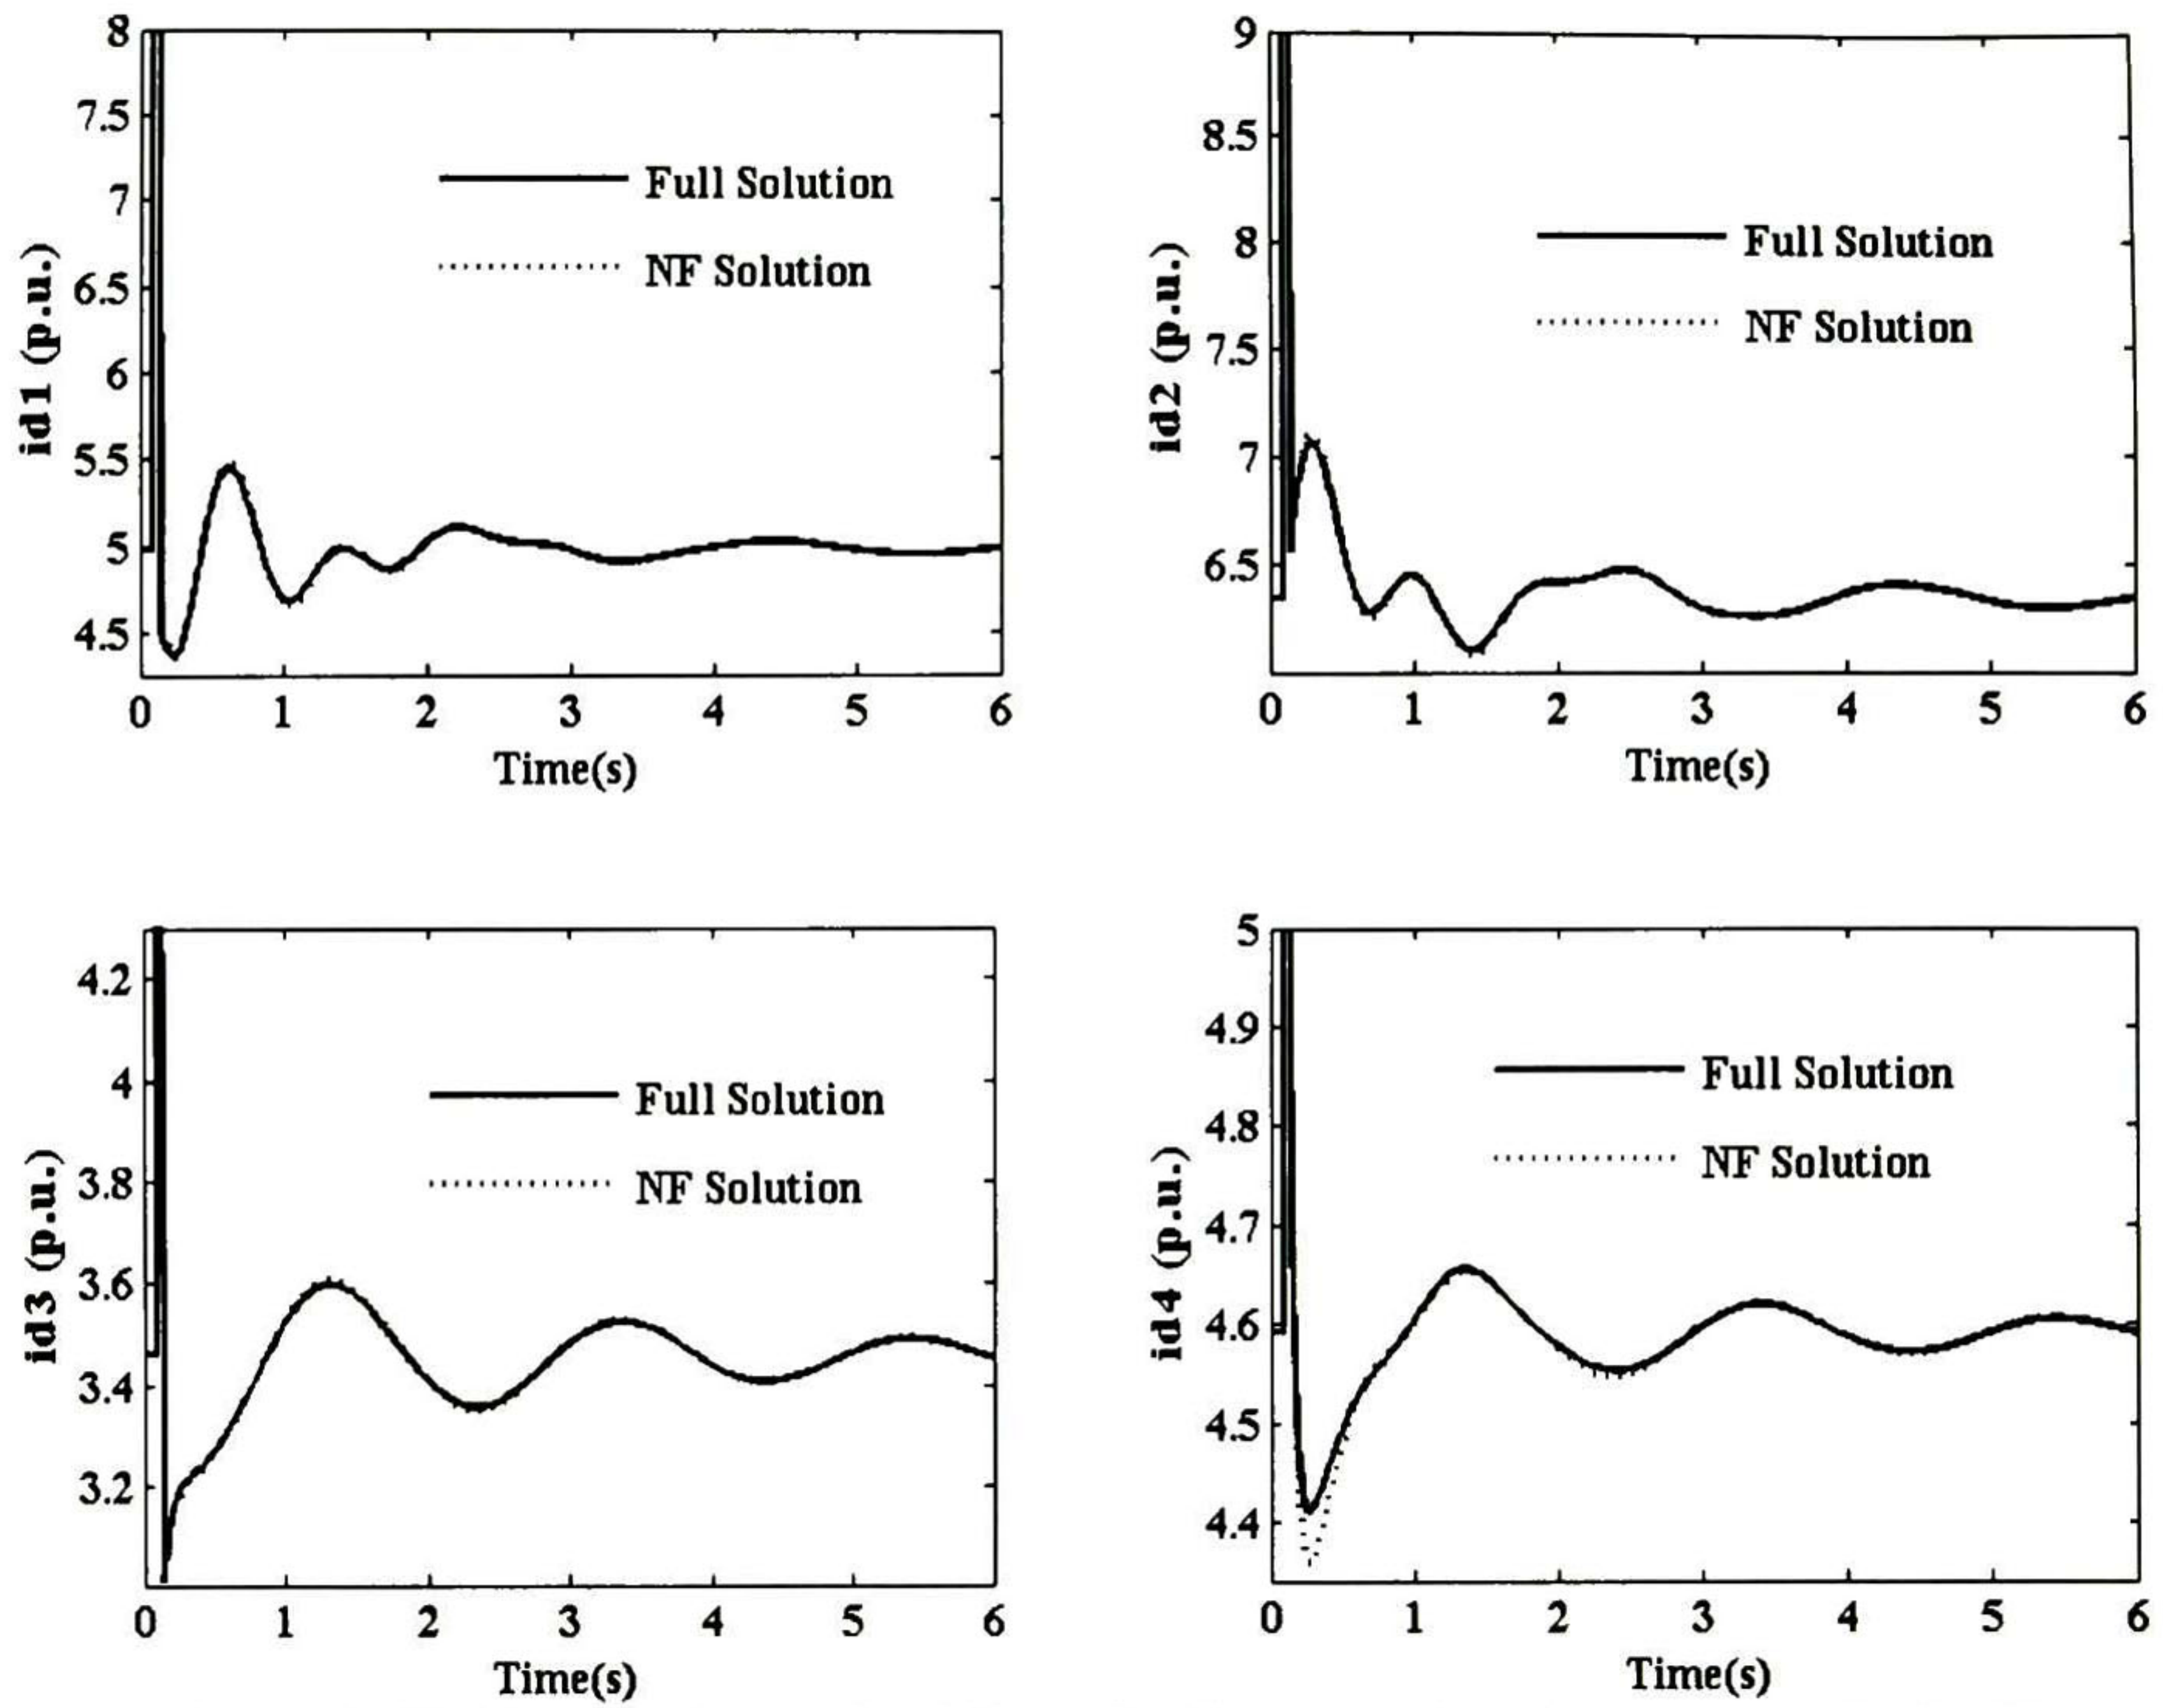 8
7.5
7
6.5
6
5.5
5
4.5
id1 (p.u.)
Full Solution
NF Solution
0 1 2 3 4 5 6
Time(s)
9
8.5
8
7.5
7
6.5
id2 (p.u.)
Full Solution
NF Solution
0 1 2 3 4 5 6
Time(s)
4.2
4
3.8
3.6
3.4
3.2
id3 (p.u.)
Full Solution
NF Solution
0 1 2 3 4 5 6
Time(s)
5
4.9
4.8
4.7
4.6
4.5
4.4
id4 (p.u.)
Full Solution
NF Solution
0 1 2 3 4 5 6
Time(s)